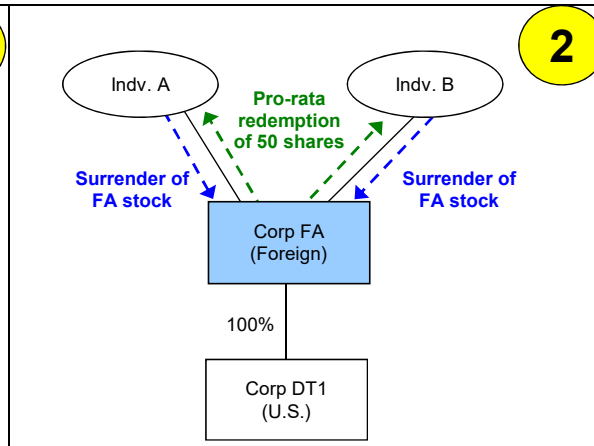 2
Indv. A
Indv. B
Pro-rata
redemption
of 50 shares
Surrender of
FA stock
Surrender of
FA stock
Corp FA
(Foreign)
100%
Corp DT1
(U.S.)